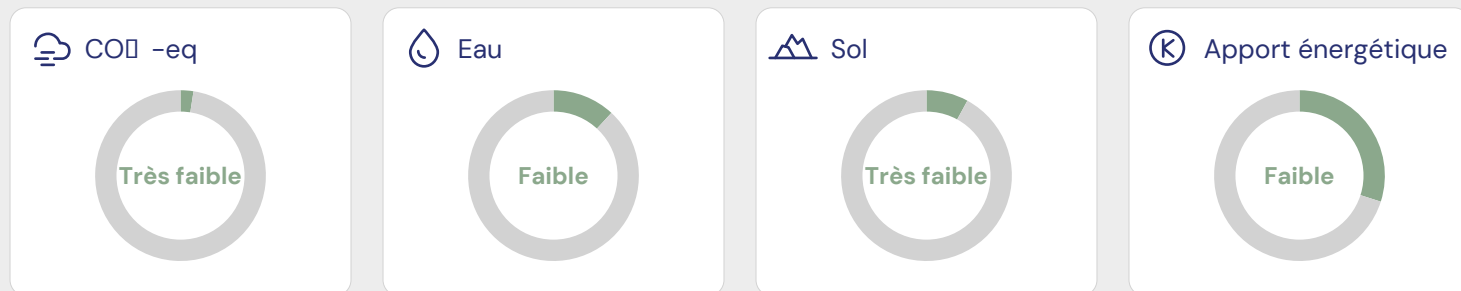 CO▯ -eq
Eau
Sol
Apport énergétique
Très faible
Faible
Très faible
Faible